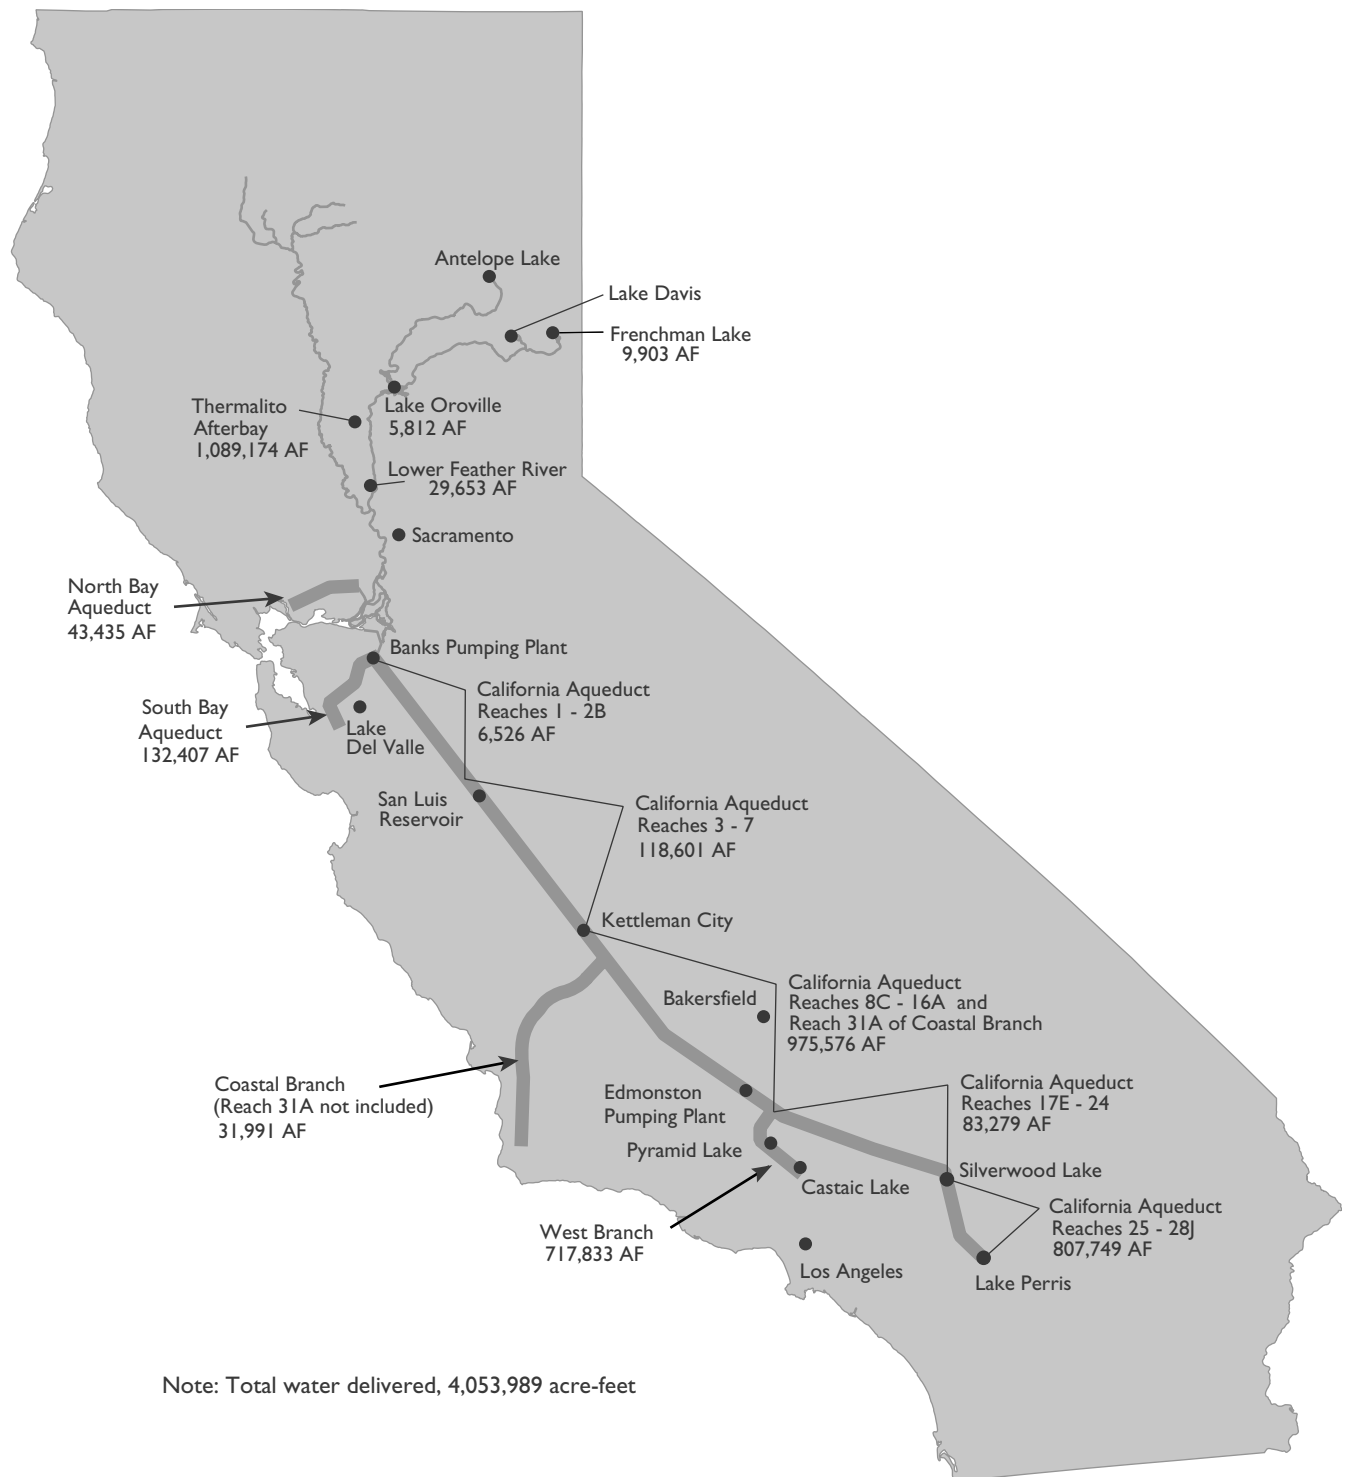 Antelope Lake
Lake Davis
Frenchman Lake
9,903 AF
Thermalito
Afterbay
1,089,174 AF
Lake Oroville
5,812 AF
Lower Feather River
29,653 AF
Sacramento
North Bay
Aqueduct
43,435 AF
Banks Pumping Plant
South Bay
Aqueduct
132,407 AF
Lake
Del Valle
California Aqueduct
Reaches 1 - 2B
6,526 AF
San Luis
Reservoir
California Aqueduct
Reaches 3 - 7
118,601 AF
Kettleman City
California Aqueduct
Reaches 8C - 16A and
Reach 31A of Coastal Branch
975,576 AF
Bakersfield
Coastal Branch
(Reach 31A not included)
31,991 AF
Edmonston
Pumping Plant
Pyramid Lake
California Aqueduct
Reaches 17E - 24
83,279 AF
Silverwood Lake
Castaic Lake
West Branch
717,833 AF
California Aqueduct
Reaches 25 - 28J
807,749 AF
Los Angeles
Lake Perris
Note: Total water delivered, 4,053,989 acre-feet